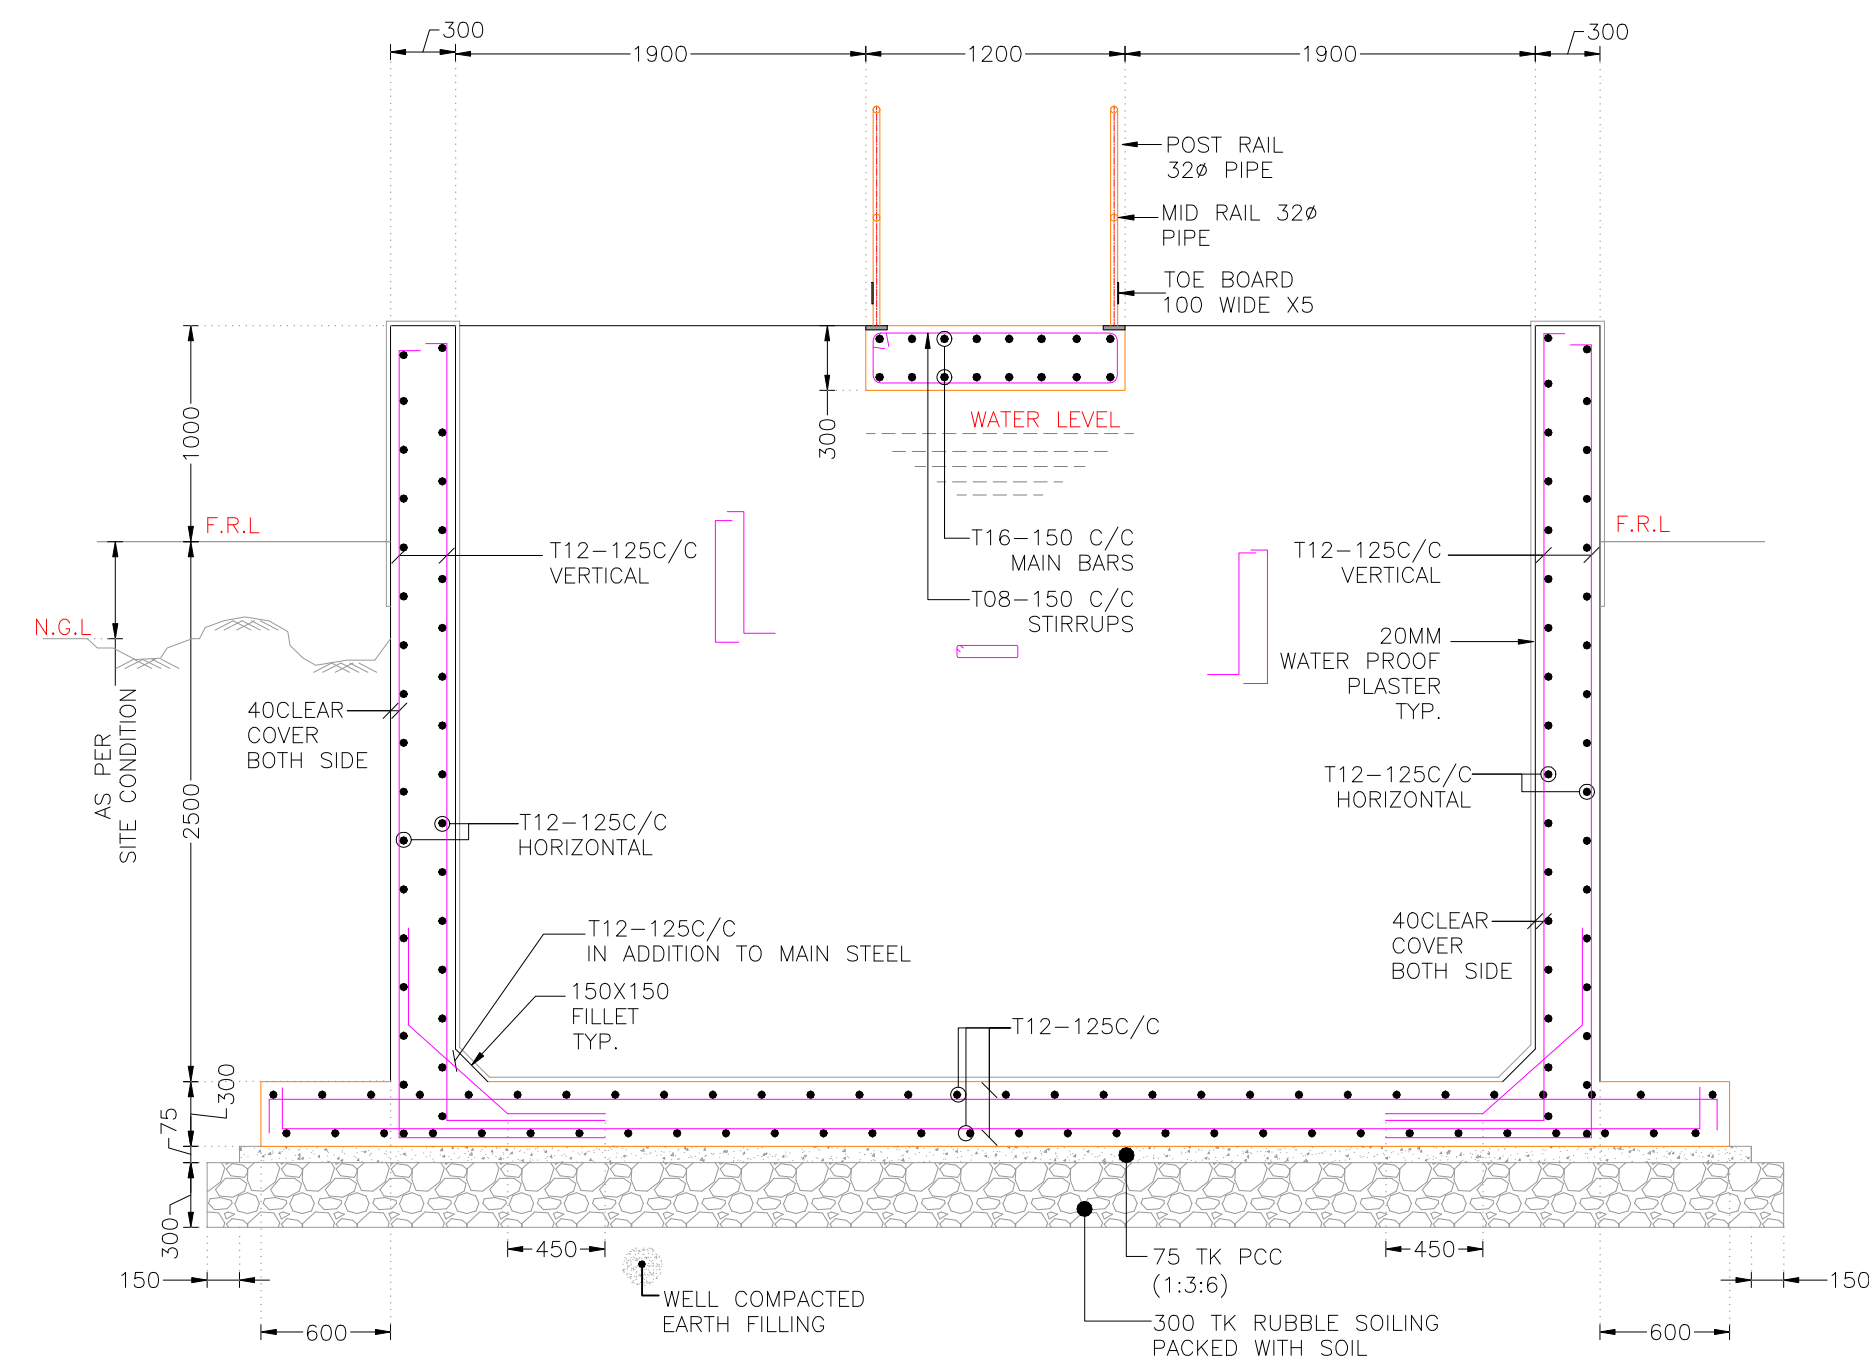 300
1900
1200
1900
300
POST RAIL
32ø PIPE
MID RAIL 32ø
PIPE
TOE BOARD
100 WIDE X5
1000
300
WATER LEVEL
F.R.L
F.R.L
T12-125C/C
VERTICAL
T16-150 C/C
MAIN BARS
T08-150 C/C
STIRRUPS
T12-125C/C
VERTICAL
N.G.L
20MM
WATER PROOF
PLASTER
TYP.
AS PER
SITE CONDITION
40CLEAR
COVER
BOTH SIDE
2500
T12-125C/C
HORIZONTAL
T12-125C/C
HORIZONTAL
T12-125C/C
IN ADDITION TO MAIN STEEL
150X150
FILLET
TYP.
40CLEAR
COVER
BOTH SIDE
T12-125C/C
300
75
300
150
450
450
150
75 TK PCC
(1:3:6)
WELL COMPACTED
EARTH FILLING
300 TK RUBBLE SOILING
PACKED WITH SOIL
600
600